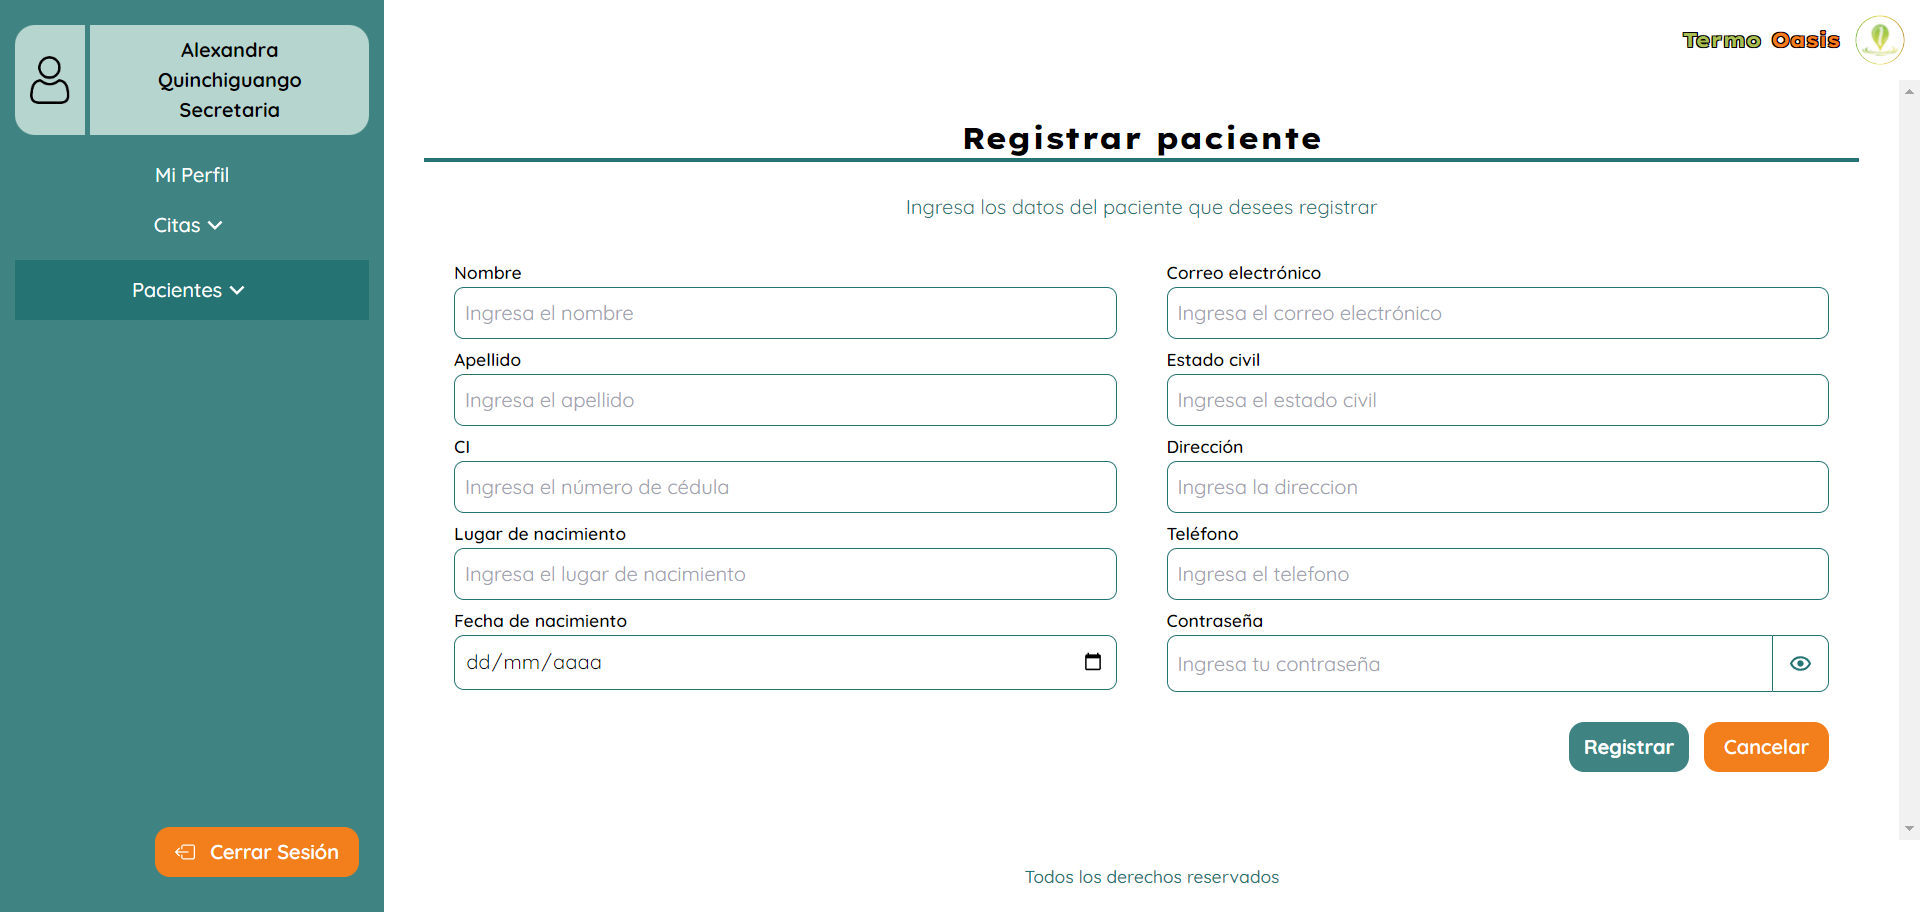 Alexandra
Quinchiguango
Secretaria
Mi Perfil
Citas
Pacientes
Cerrar Sesión
Termo Oasis
Registrar paciente
Ingresa los datos del paciente que desees registrar
Nombre
Ingresa el nombre
Apellido
Ingresa el apellido
CI
Ingresa el número de cédula
Lugar de nacimiento
Ingresa el lugar de nacimiento
Fecha de nacimiento
dd/mm/aaaa
Correo electrónico
Ingresa el correo electrónico
Estado civil
Ingresa el estado civil
Dirección
Ingresa la direccion
Teléfono
Ingresa el telefono
Contraseña
Ingresa tu contraseña
Registrar
Cancelar
Todos los derechos reservados